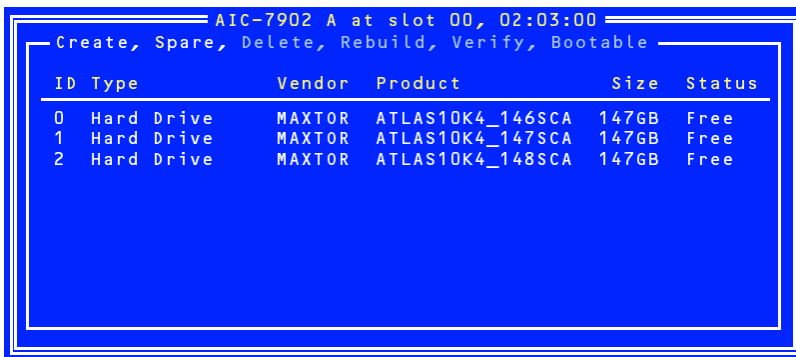 AIC-7902 A at slot 00, 02:03:00
Create, Spare, Delete, Rebuild, Verify, Bootable
ID Type Vendor Product Size Status
0 Hard Drive MAXTOR ATLAS10K4_146SCA 147GB Free
1 Hard Drive MAXTOR ATLAS10K4_147SCA 147GB Free
2 Hard Drive MAXTOR ATLAS10K4_148SCA 147GB Free